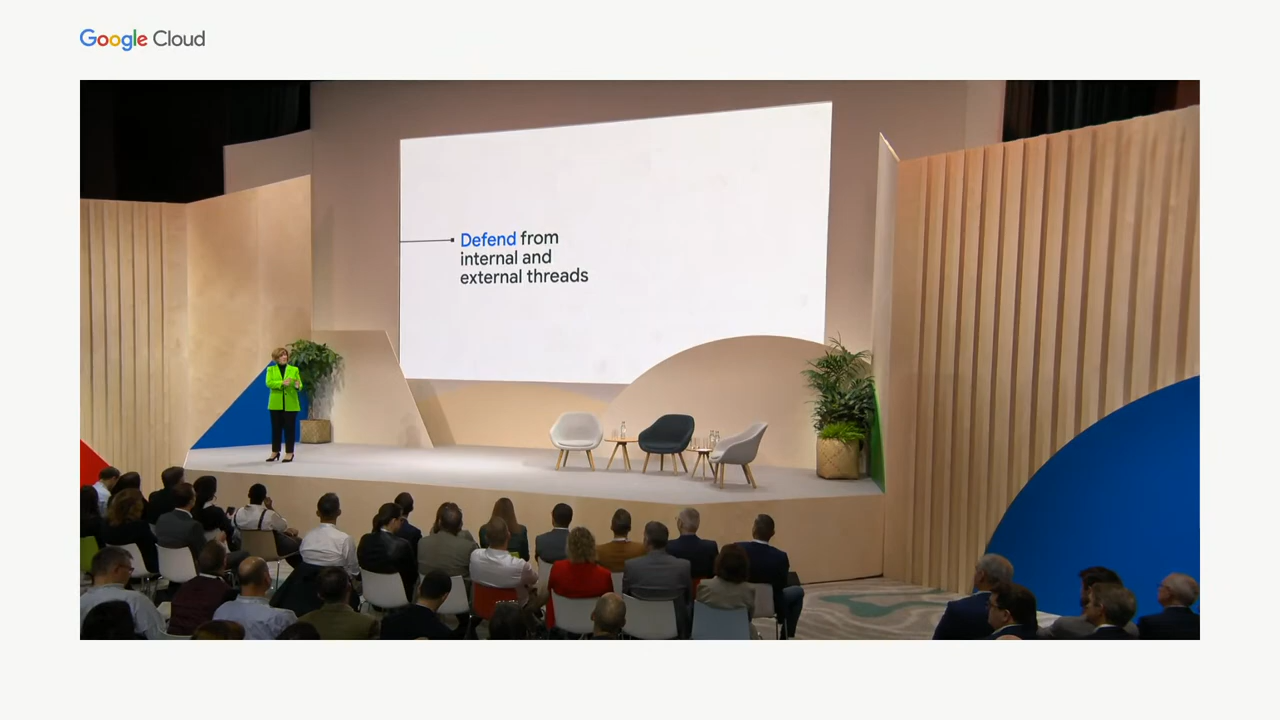 Google Cloud
Defend from
internal and
external threads